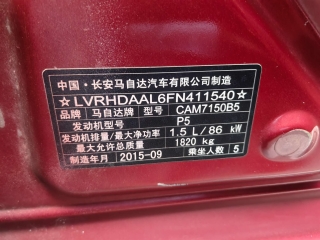 中国·长安马自达汽车有限公司制造
☆LVRHDAAL6FN411540☆
品牌 马自达牌 型号 CAM7150B5
发动机型号 P5
发动机排量/最大净功率 1.5 L/86 kW
最大允许总质量 1820 kg
制造年月 2015-09 乘坐人数 5